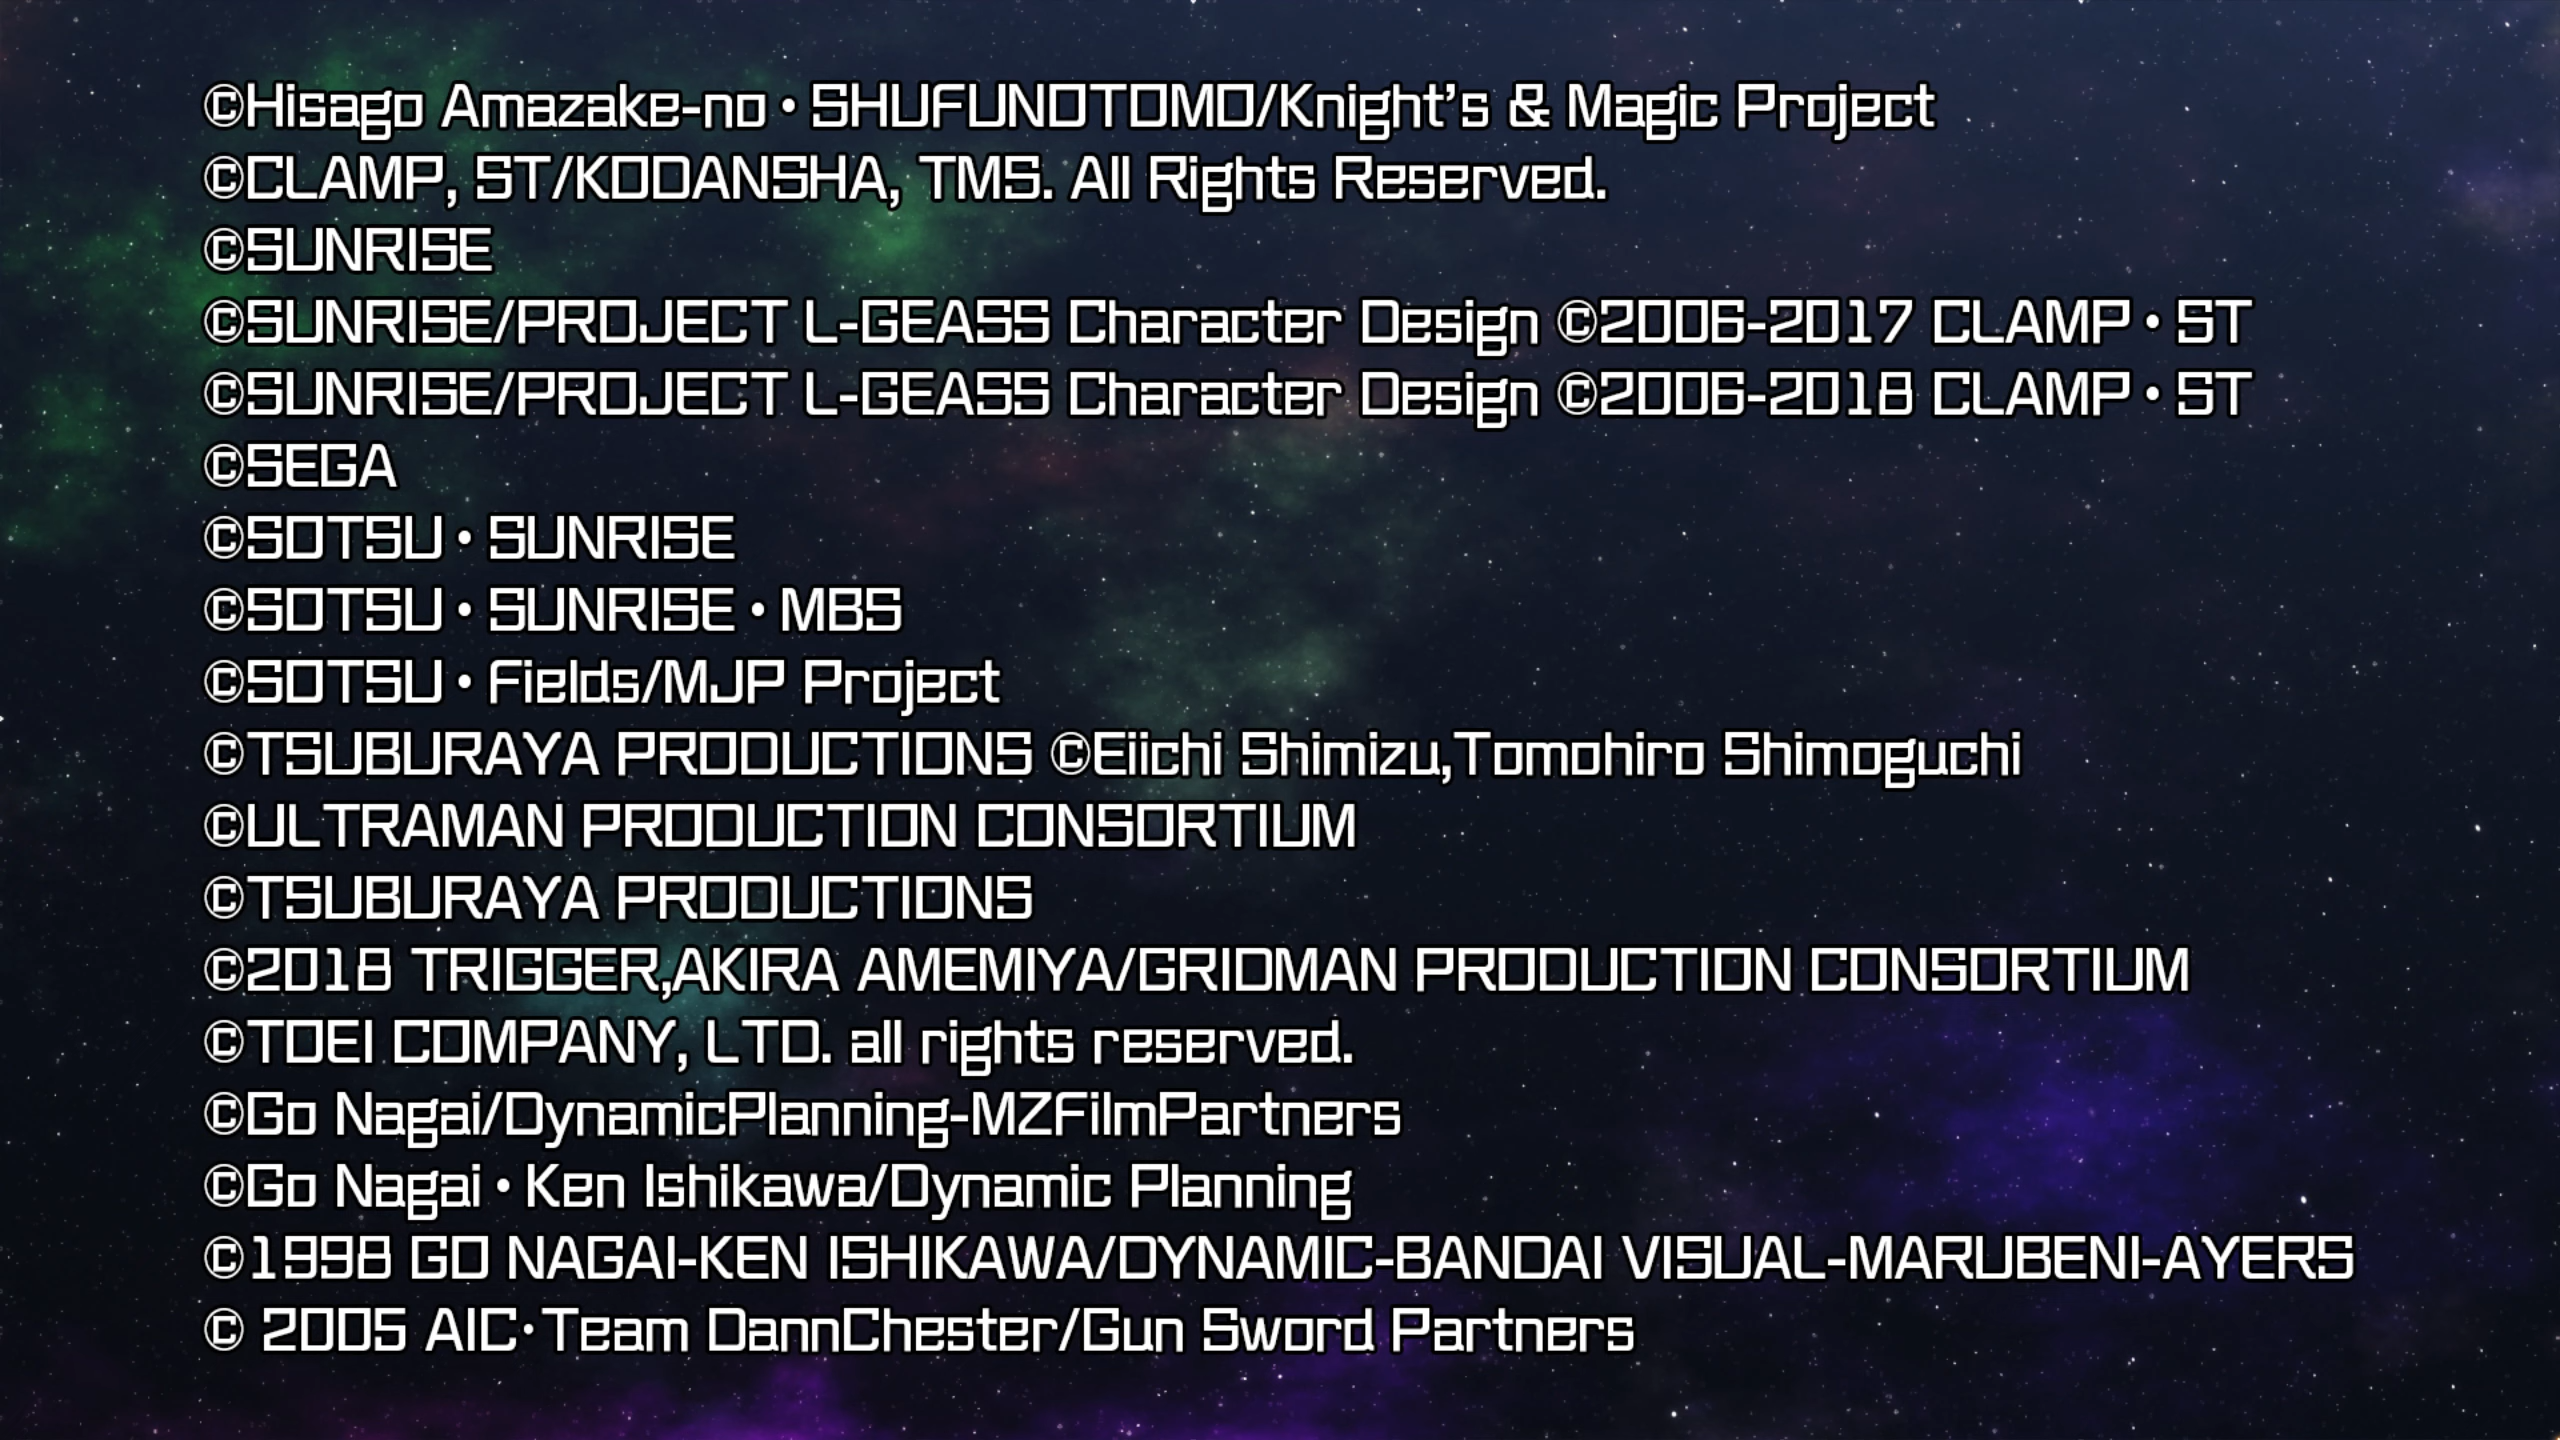 ©Hisago Amazake-no・SHUFUNOTOMO/Knight's & Magic Project
©CLAMP, ST/KODANSHA, TMS. All Rights Reserved.
©SUNRISE
©SUNRISE/PROJECT L-GEASS Character Design ©2006-2017 CLAMP・ST
©SUNRISE/PROJECT L-GEASS Character Design ©2006-2018 CLAMP・ST
©SEGA
©SOTSU・SUNRISE
©SOTSU・SUNRISE・MBS
©SOTSU・Fields/MJP Project
©TSUBURAYA PRODUCTIONS ©Eiichi Shimizu,Tomohiro Shimoguchi
©ULTRAMAN PRODUCTION CONSORTIUM
©TSUBURAYA PRODUCTIONS
©2018 TRIGGER,AKIRA AMEMIYA/GRIDMAN PRODUCTION CONSORTIUM
©TOEI COMPANY, LTD. all rights reserved.
©Go Nagai/DynamicPlanning-MZFilmPartners
©Go Nagai・Ken Ishikawa/Dynamic Planning
©1998 GO NAGAI-KEN ISHIKAWA/DYNAMIC-BANDAI VISUAL-MARUBENI-AYERS
© 2005 AIC･Team DannChester/Gun Sword Partners